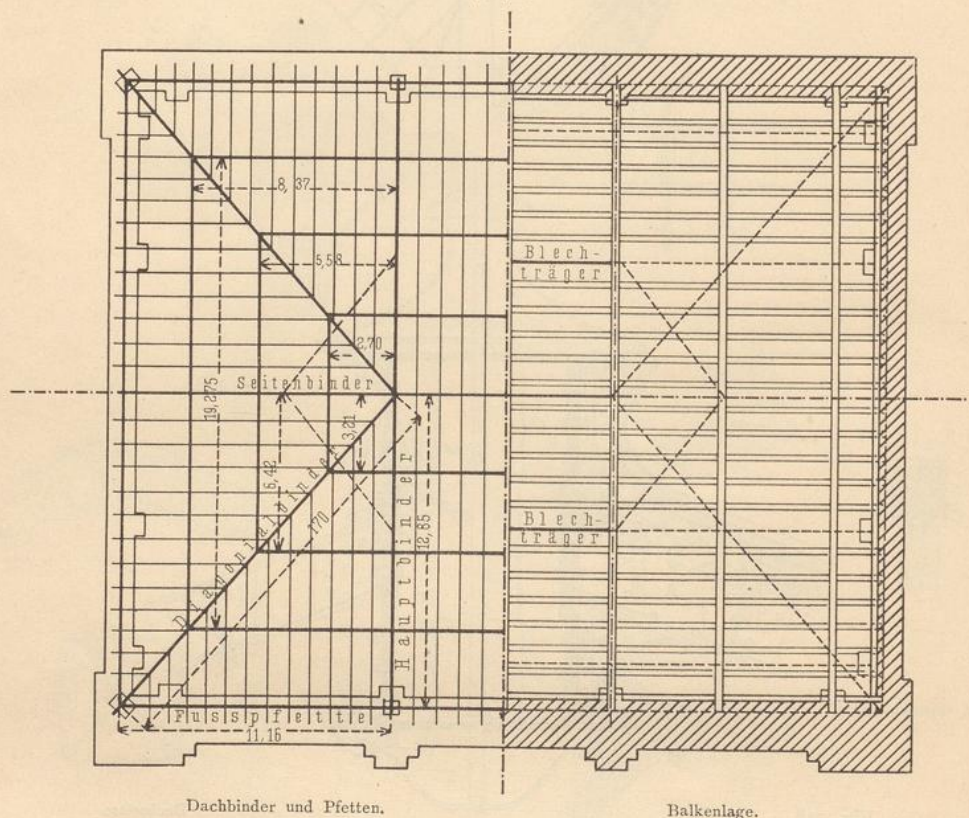 8,37
5,58
Blech-
träger
2,70
Seitenbinder
19,275
3,21
6,42
Diagonalbinder
170
Hauptbinder
12,85
Blech-
träger
Fusspfette
11,16
Dachbinder und Pfetten.
Balkenlage.